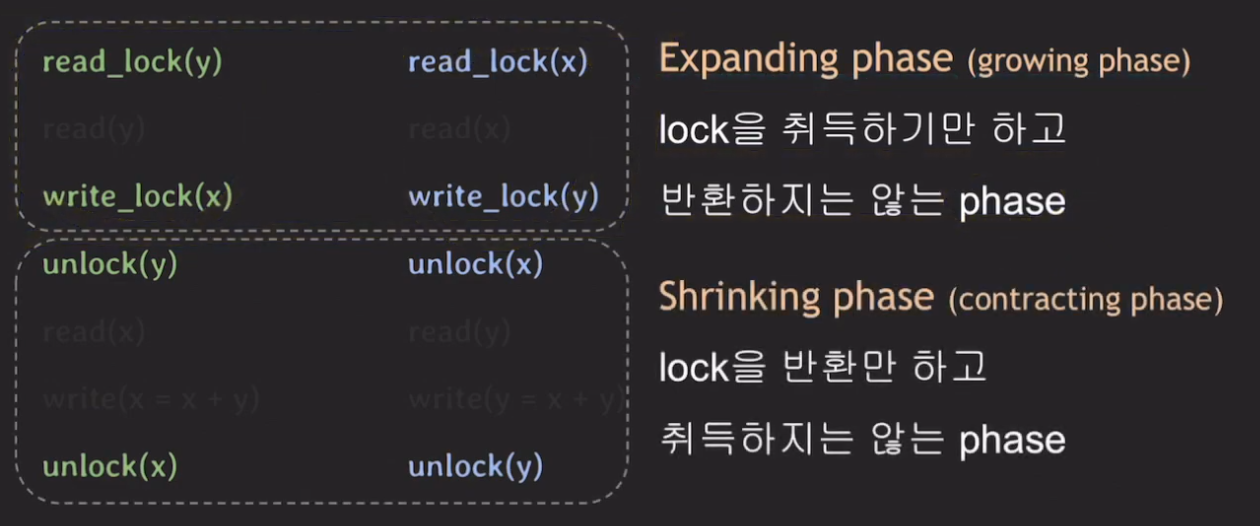 read_lock(y) read_lock(x)
read(y) read(x)
write_lock(x) write_lock(y)
unlock(y) unlock(x)
read(x) read(y)
write(x = x + y) write(y = x + y)
unlock(x) unlock(y)
Expanding phase (growing phase)
lock을 취득하기만 하고
반환하지는 않는 phase
Shrinking phase (contracting phase)
lock을 반환만 하고
취득하지는 않는 phase